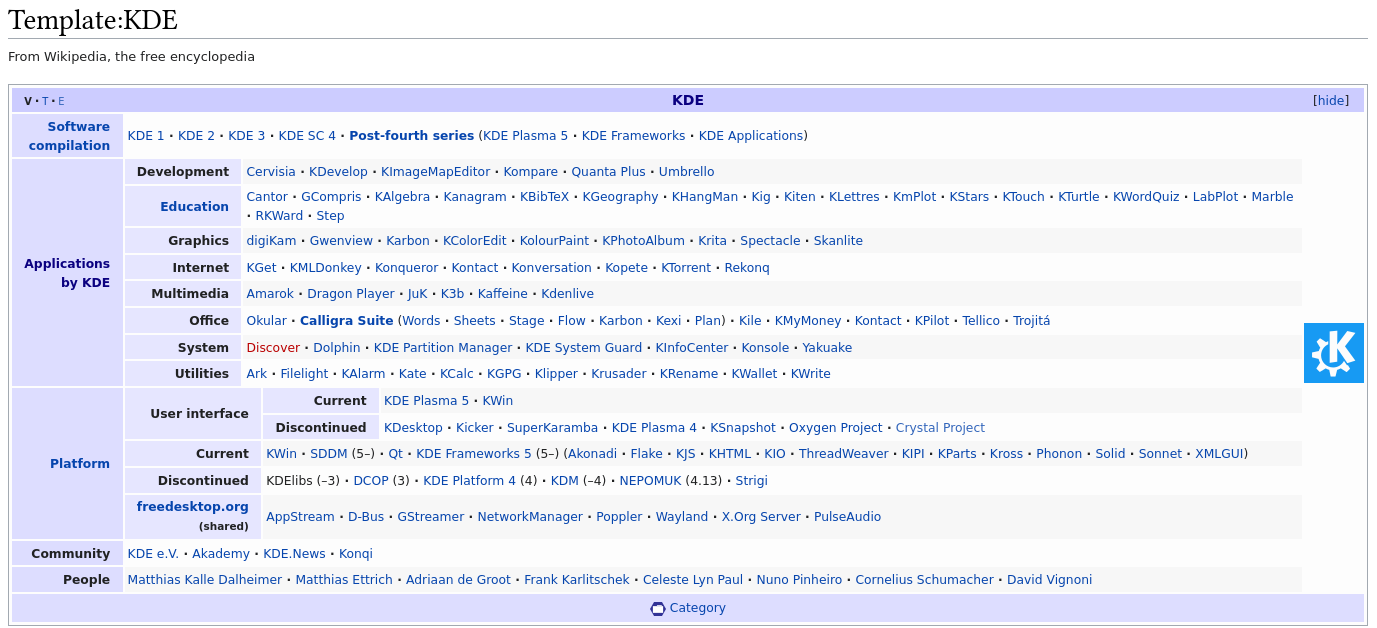 Template:KDE
From Wikipedia, the free encyclopedia
V · T · E KDE [hide]
Software
compilation
KDE 1 · KDE 2 · KDE 3 · KDE SC 4 · Post-fourth series (KDE Plasma 5 · KDE Frameworks · KDE Applications)
Applications
by KDE
Development Cervisia · KDevelop · KImageMapEditor · Kompare · Quanta Plus · Umbrello
Education Cantor · GCompris · KAlgebra · Kanagram · KBibTeX · KGeography · KHangMan · Kig · Kiten · KLettres · KmPlot · KStars · KTouch · KTurtle · KWordQuiz · LabPlot · Marble
· RKWard · Step
Graphics digiKam · Gwenview · Karbon · KColorEdit · KolourPaint · KPhotoAlbum · Krita · Spectacle · Skanlite
Internet KGet · KMLDonkey · Konqueror · Kontact · Konversation · Kopete · KTorrent · Rekonq
Multimedia Amarok · Dragon Player · JuK · K3b · Kaffeine · Kdenlive
Office Okular · Calligra Suite (Words · Sheets · Stage · Flow · Karbon · Kexi · Plan) · Kile · KMyMoney · Kontact · KPilot · Tellico · Trojitá
System Discover · Dolphin · KDE Partition Manager · KDE System Guard · KInfoCenter · Konsole · Yakuake
Utilities Ark · Filelight · KAlarm · Kate · KCalc · KGPG · Klipper · Krusader · KRename · KWallet · KWrite
Platform
User interface
Current KDE Plasma 5 · KWin
Discontinued KDesktop · Kicker · SuperKaramba · KDE Plasma 4 · KSnapshot · Oxygen Project · Crystal Project
Current KWin · SDDM (5–) · Qt · KDE Frameworks 5 (5–) (Akonadi · Flake · KJS · KHTML · KIO · ThreadWeaver · KIPI · KParts · Kross · Phonon · Solid · Sonnet · XMLGUI)
Discontinued KDElibs (–3) · DCOP (3) · KDE Platform 4 (4) · KDM (–4) · NEPOMUK (4.13) · Strigi
freedesktop.org
(shared)
AppStream · D-Bus · GStreamer · NetworkManager · Poppler · Wayland · X.Org Server · PulseAudio
Community KDE e.V. · Akademy · KDE.News · Konqi
People Matthias Kalle Dalheimer · Matthias Ettrich · Adriaan de Groot · Frank Karlitschek · Celeste Lyn Paul · Nuno Pinheiro · Cornelius Schumacher · David Vignoni
Category
K